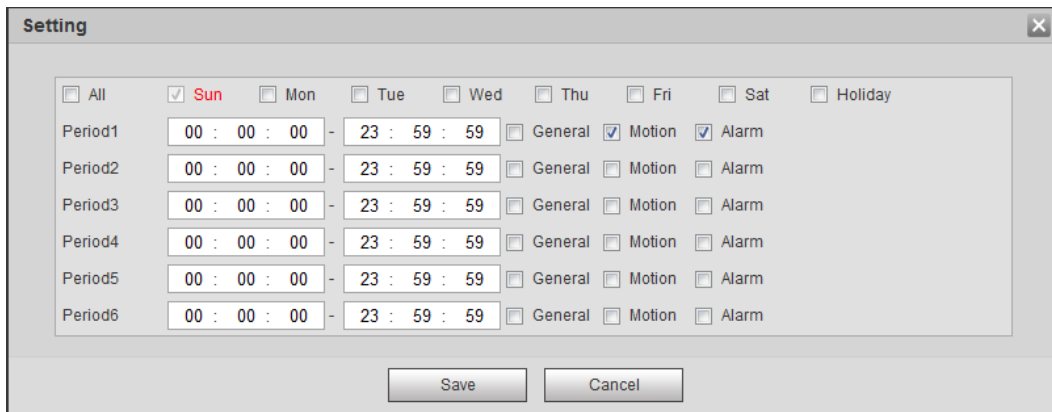 Setting
All Sun Mon Tue Wed Thu Fri Sat Holiday
Period1 00 : 00 : 00 - 23 : 59 : 59 General Motion Alarm
Period2 00 : 00 : 00 - 23 : 59 : 59 General Motion Alarm
Period3 00 : 00 : 00 - 23 : 59 : 59 General Motion Alarm
Period4 00 : 00 : 00 - 23 : 59 : 59 General Motion Alarm
Period5 00 : 00 : 00 - 23 : 59 : 59 General Motion Alarm
Period6 00 : 00 : 00 - 23 : 59 : 59 General Motion Alarm
Save Cancel